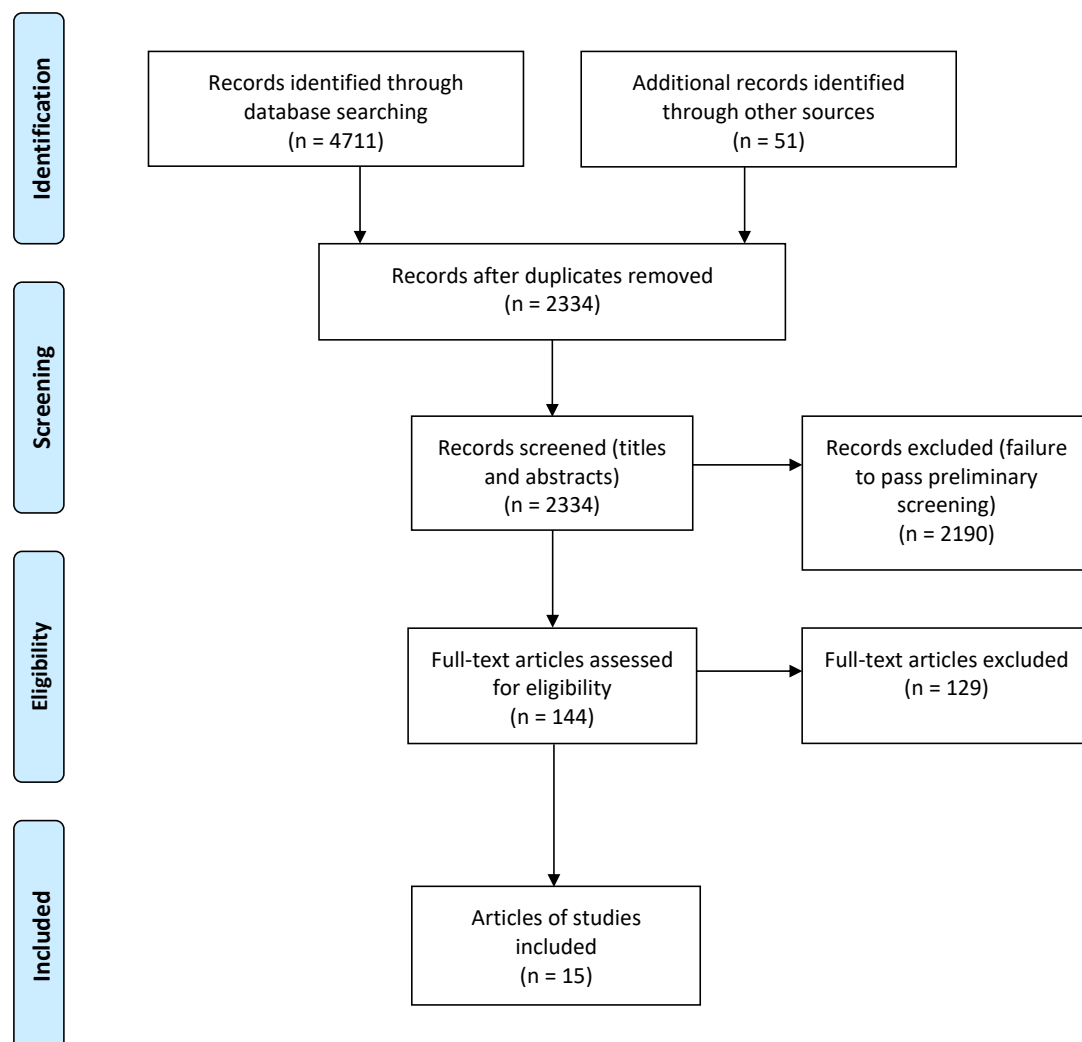 Identification
Records identified through
database searching
(n = 4711)
Additional records identified
through other sources
(n = 51)
Records after duplicates removed
(n = 2334)
Screening
Records screened (titles
and abstracts)
(n = 2334)
Records excluded (failure
to pass preliminary
screening)
(n = 2190)
Eligibility
Full-text articles assessed
for eligibility
(n = 144)
Full-text articles excluded
(n = 129)
Included
Articles of studies
included
(n = 15)